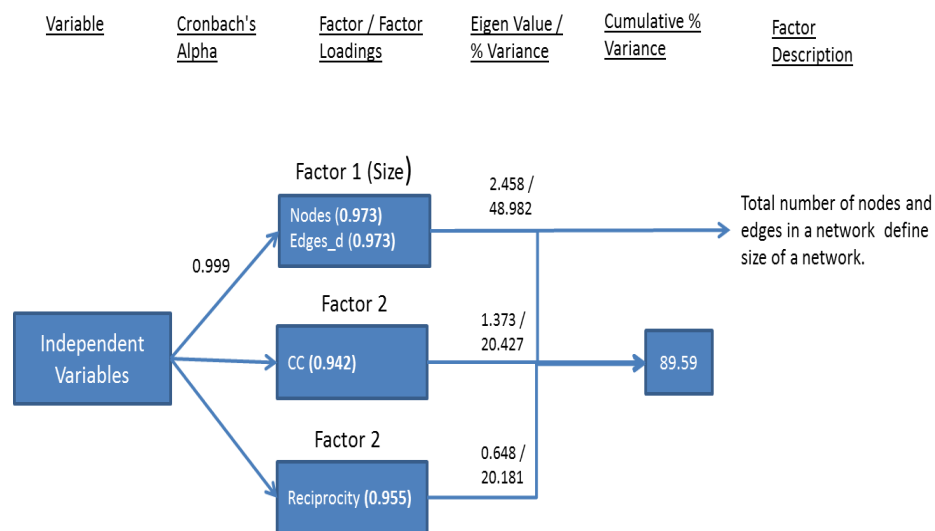 Variable
Cronbach's
Alpha
Factor / Factor
Loadings
Eigen Value /
% Variance
Cumulative %
Variance
Factor
Description
Factor 1 (Size)
2.458 /
48.982
Nodes (0.973)
Edges_d (0.973)
Total number of nodes and
edges in a network define
size of a network.
0.999
Factor 2
1.373 /
20.427
Independent
Variables
CC (0.942)
89.59
Factor 2
0.648 /
20.181
Reciprocity (0.955)